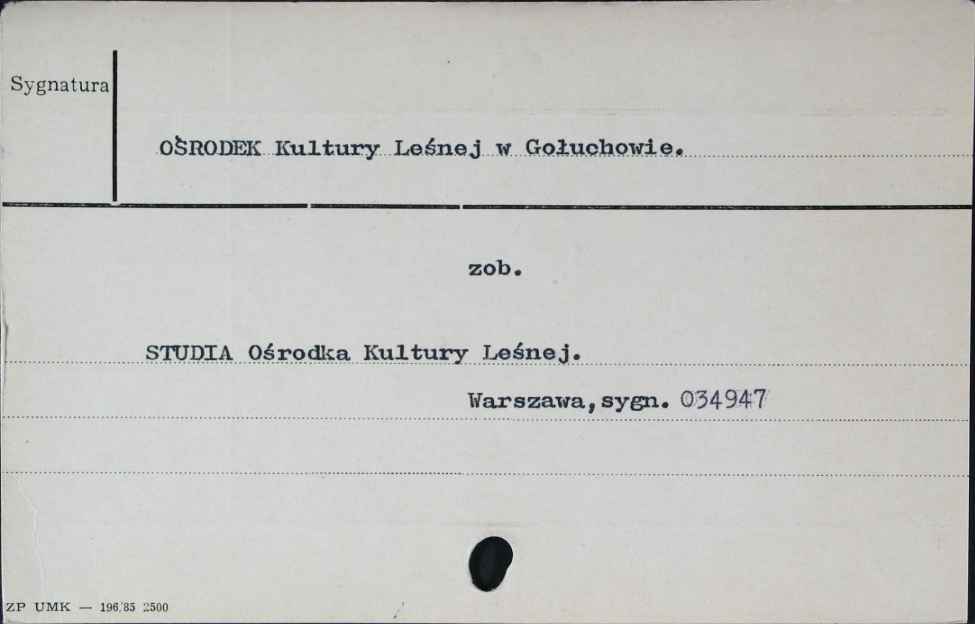 Sygnatura
OŚRODEK Kultury Leśnej w Gołuchowie.
zob.
STUDIA Ośrodka Kultury Leśnej.
Warszawa,sygn. 034947
ZP UMK — 196/85 2500